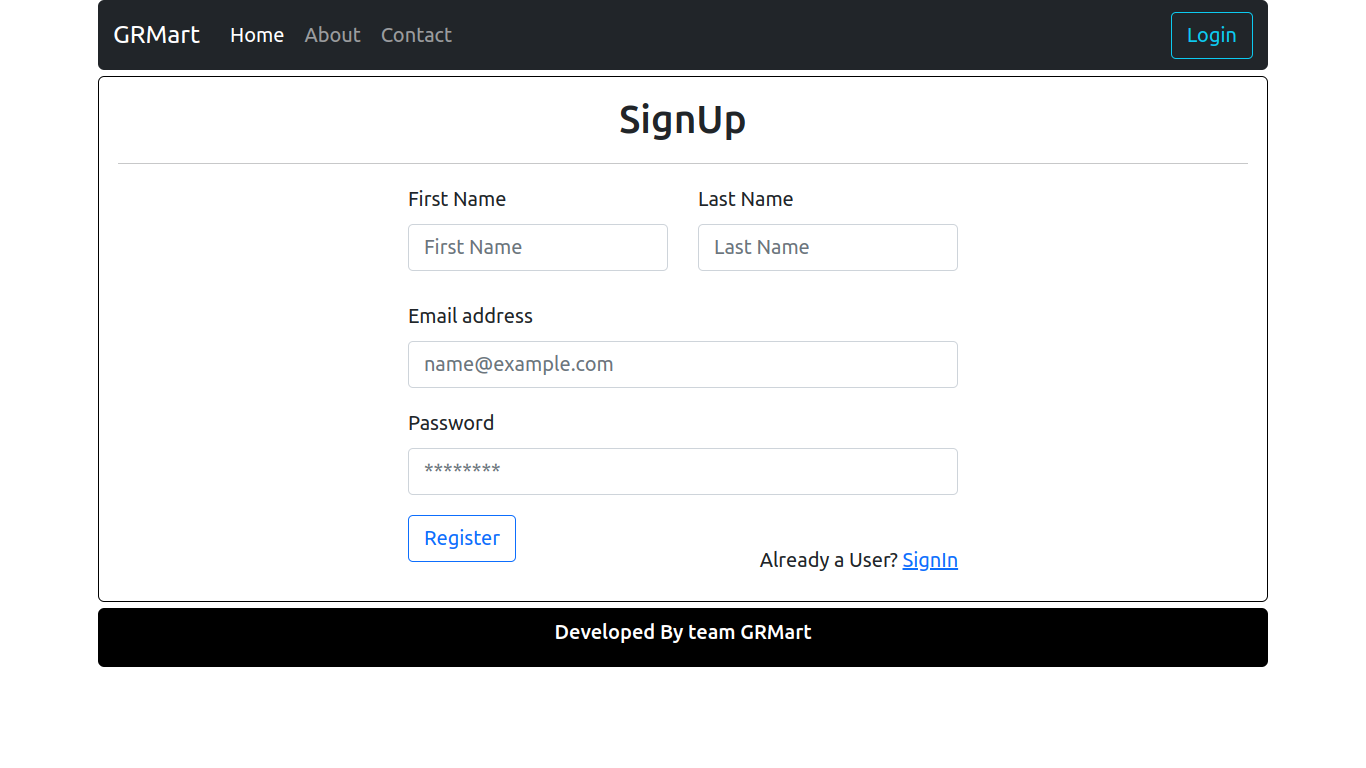 GRMart Home About Contact Login
SignUp
First Name Last Name
First Name Last Name
Email address
name@example.com
Password
********
Register
Already a User? SignIn
Developed By team GRMart